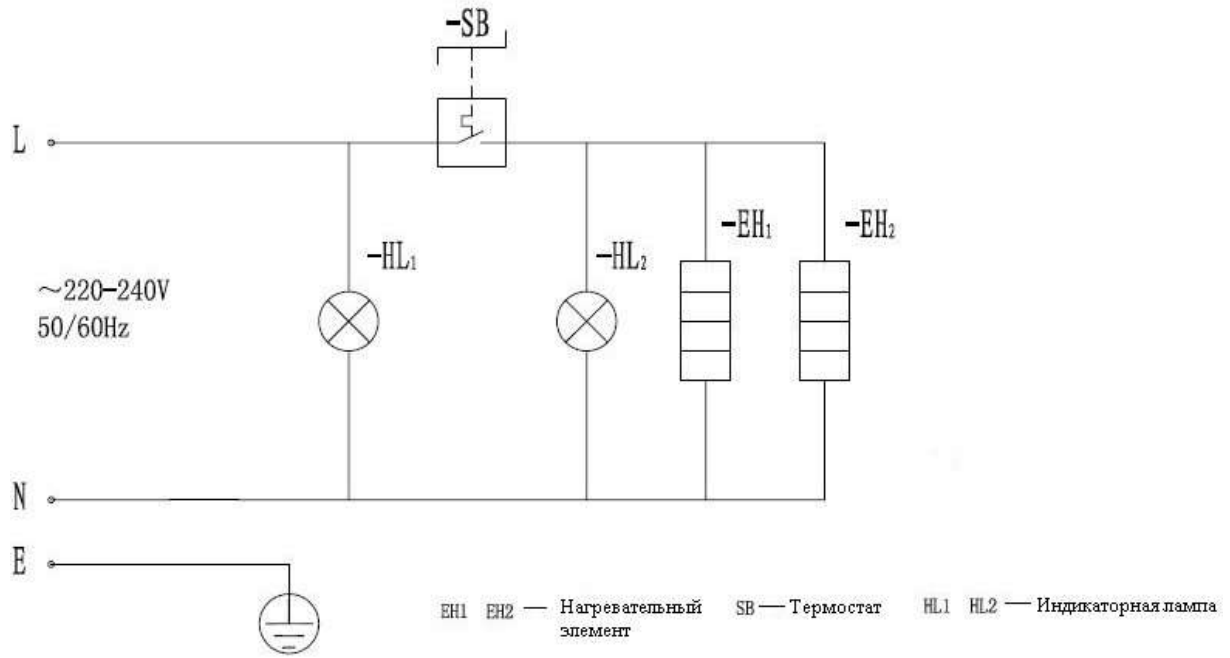 -SB
L
-HL₁
-HL₂
-EH₁
-EH₂
~220-240V
50/60Hz
N
E
EH1 EH2 — Нагревательный элемент
SB — Термостат
HL1 HL2 — Индикаторная лампа